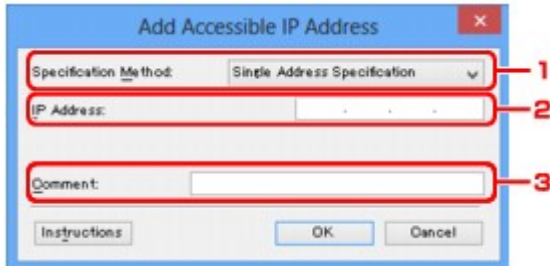 Add Accessible IP Address
Specification Method: Single Address Specification 1
IP Address: . . . 2
Comment: 3
Instructions OK Cancel